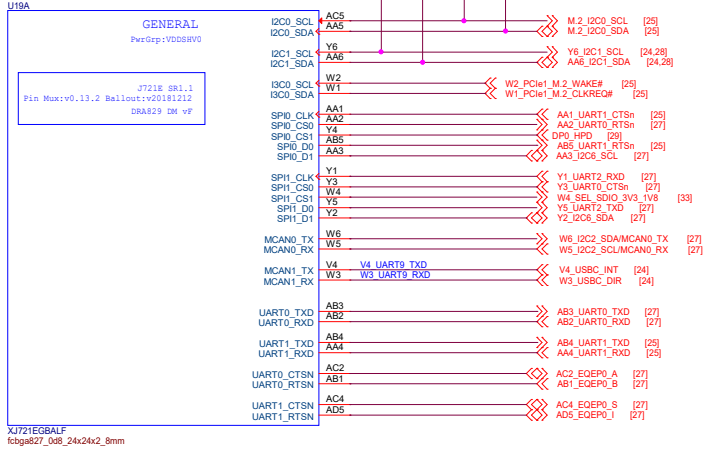 U19A
GENERAL
PwrGrp:VDDSHV0
J721E SR1.1
Pin Mux:v0.13.2 Ballout:v20181212
DRA829 DM vF
I2C0_SCL AC5 M.2_I2C0_SCL [25]
I2C0_SDA AA5 M.2_I2C0_SDA [25]
I2C1_SCL Y6 Y6_I2C1_SCL [24,28]
I2C1_SDA AA6 AA6_I2C1_SDA [24,28]
I3C0_SCL W2 W2_PCIe1_M.2_WAKE# [25]
I3C0_SDA W1 W1_PCIe1_M.2_CLKREQ# [25]
SPI0_CLK AA1 AA1_UART1_CTSn [25]
SPI0_CS0 AA2 AA2_UART0_RTSn [27]
SPI0_CS1 Y4 DP0_HPD [29]
SPI0_D0 AB5 AB5_UART1_RTSn [25]
SPI0_D1 AA3 AA3_I2C6_SCL [27]
SPI1_CLK Y1 Y1_UART2_RXD [27]
SPI1_CS0 Y3 Y3_UART0_CTSn [27]
SPI1_CS1 W4 W4_SEL_SDIO_3V3_1V8 [33]
SPI1_D0 Y5 Y5_UART2_TXD [27]
SPI1_D1 Y2 Y2_I2C6_SDA [27]
MCAN0_TX W6 W6_I2C2_SDA/MCAN0_TX [27]
MCAN0_RX W5 W5_I2C2_SCL/MCAN0_RX [27]
MCAN1_TX V4 V4_UART9_TXD V4_USBC_INT [24]
MCAN1_RX W3 W3_UART9_RXD W3_USBC_DIR [24]
UART0_TXD AB3 AB3_UART0_TXD [27]
UART0_RXD AB2 AB2_UART0_RXD [27]
UART1_TXD AB4 AB4_UART1_TXD [25]
UART1_RXD AA4 AA4_UART1_RXD [25]
UART0_CTSN AC2 AC2_EQEP0_A [27]
UART0_RTSN AB1 AB1_EQEP0_B [27]
UART1_CTSN AC4 AC4_EQEP0_S [27]
UART1_RTSN AD5 AD5_EQEP0_I [27]
XJ721EGBALF
fcbga827_0d8_24x24x2_8mm